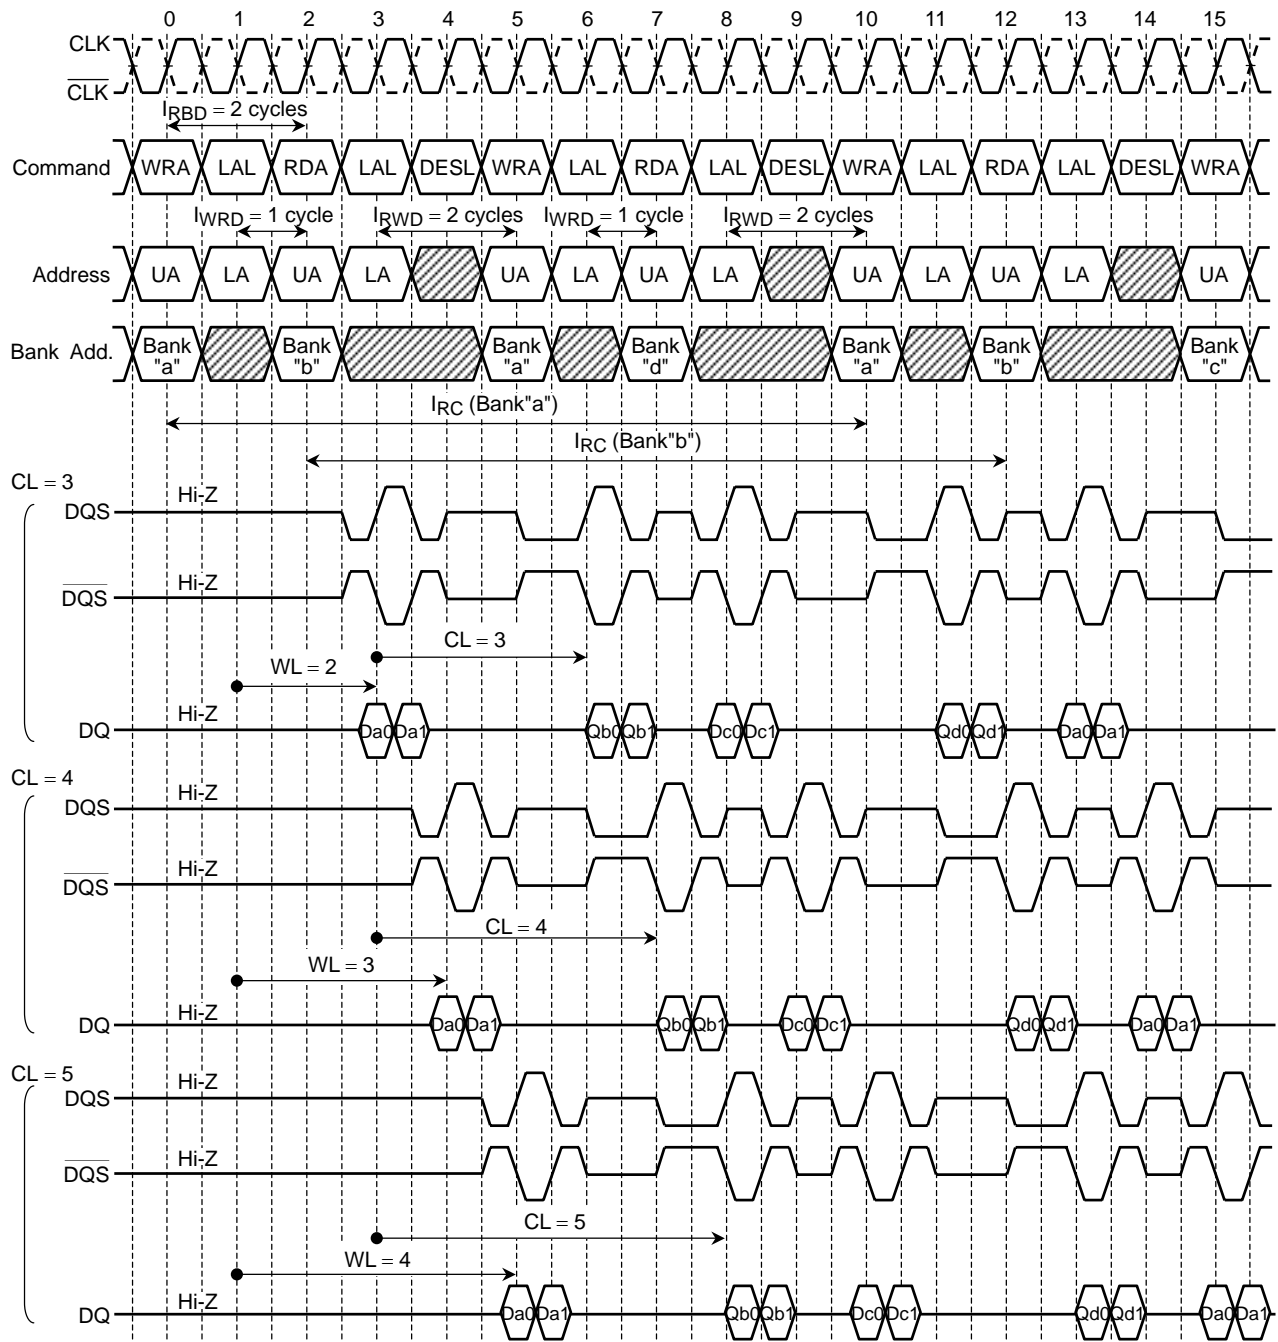 0 1 2 3 4 5 6 7 8 9 10 11 12 13 14 15
CLK
CLK
IRBD = 2 cycles
Command WRA LAL RDA LAL DESL WRA LAL RDA LAL DESL WRA LAL RDA LAL DESL WRA
IWRD = 1 cycle IRWD = 2 cycles IWRD = 1 cycle IRWD = 2 cycles
Address UA LA UA LA UA LA UA LA UA LA UA LA UA
Bank Add. Bank "a" Bank "b" Bank "a" Bank "d" Bank "a" Bank "b" Bank "c"
IRC (Bank"a")
IRC (Bank"b")
CL = 3
DQS Hi-Z
DQS Hi-Z
CL = 3
WL = 2
DQ Hi-Z Da0 Da1 Qb0 Qb1 Dc0 Dc1 Qd0 Qd1 Da0 Da1
CL = 4
DQS Hi-Z
DQS Hi-Z
CL = 4
WL = 3
DQ Hi-Z Da0 Da1 Qb0 Qb1 Dc0 Dc1 Qd0 Qd1 Da0 Da1
CL = 5
DQS Hi-Z
DQS Hi-Z
CL = 5
WL = 4
DQ Hi-Z Da0 Da1 Qb0 Qb1 Dc0 Dc1 Qd0 Qd1 Da0 Da1